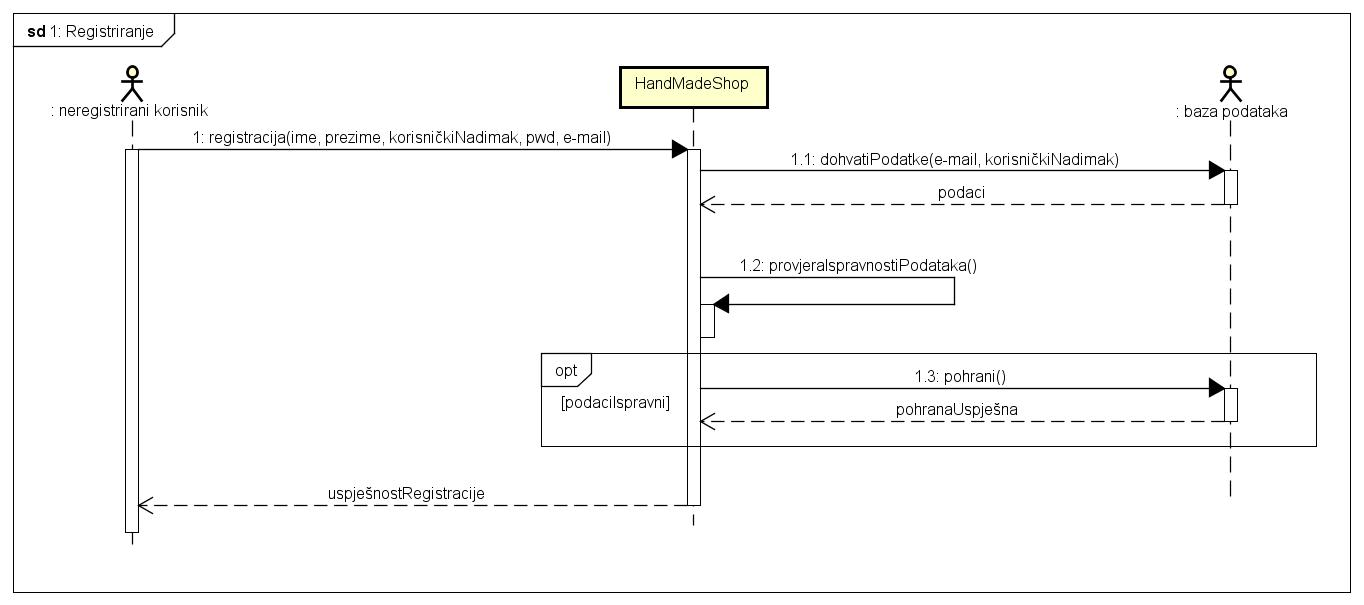 sd 1: Registriranje
HandMadeShop
: neregistrirani korisnik
: baza podataka
1: registracija(ime, prezime, korisničkiNadimak, pwd, e-mail)
1.1: dohvatiPodatke(e-mail, korisničkiNadimak)
podaci
1.2: provjeraIspravnostiPodataka()
opt
1.3: pohrani()
[podaciIspravni]
pohranaUspješna
uspješnostRegistracije